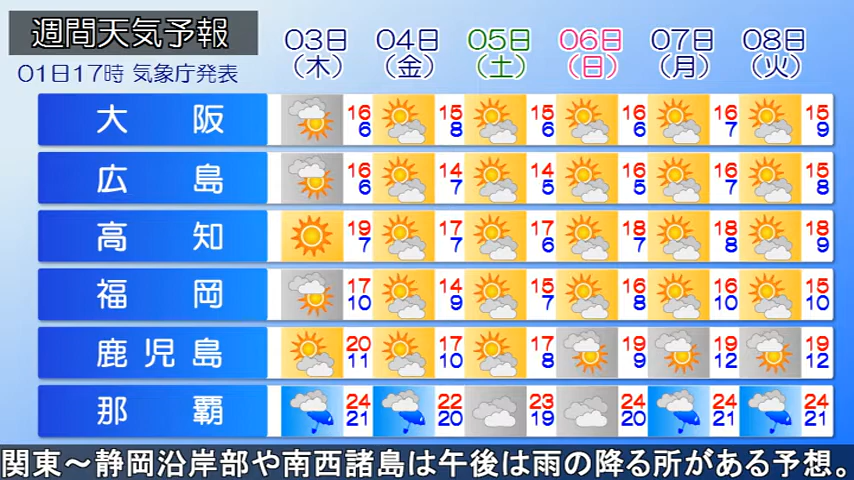 週間天気予報
01日17時 気象庁発表
03日 04日 05日 06日 07日 08日
(木) (金) (土) (日) (月) (火)
大阪 16 15 15 16 16 15
6 8 6 6 7 9
広島 16 14 14 16 16 15
6 7 5 5 7 8
高知 19 17 17 18 18 18
7 7 6 7 8 9
福岡 17 14 15 16 16 15
10 9 7 8 10 10
鹿児島 20 17 17 19 19 19
11 10 8 9 12 12
那覇 24 22 23 24 24 24
21 20 19 20 21 21
関東～静岡沿岸部や南西諸島は午後は雨の降る所がある予想。